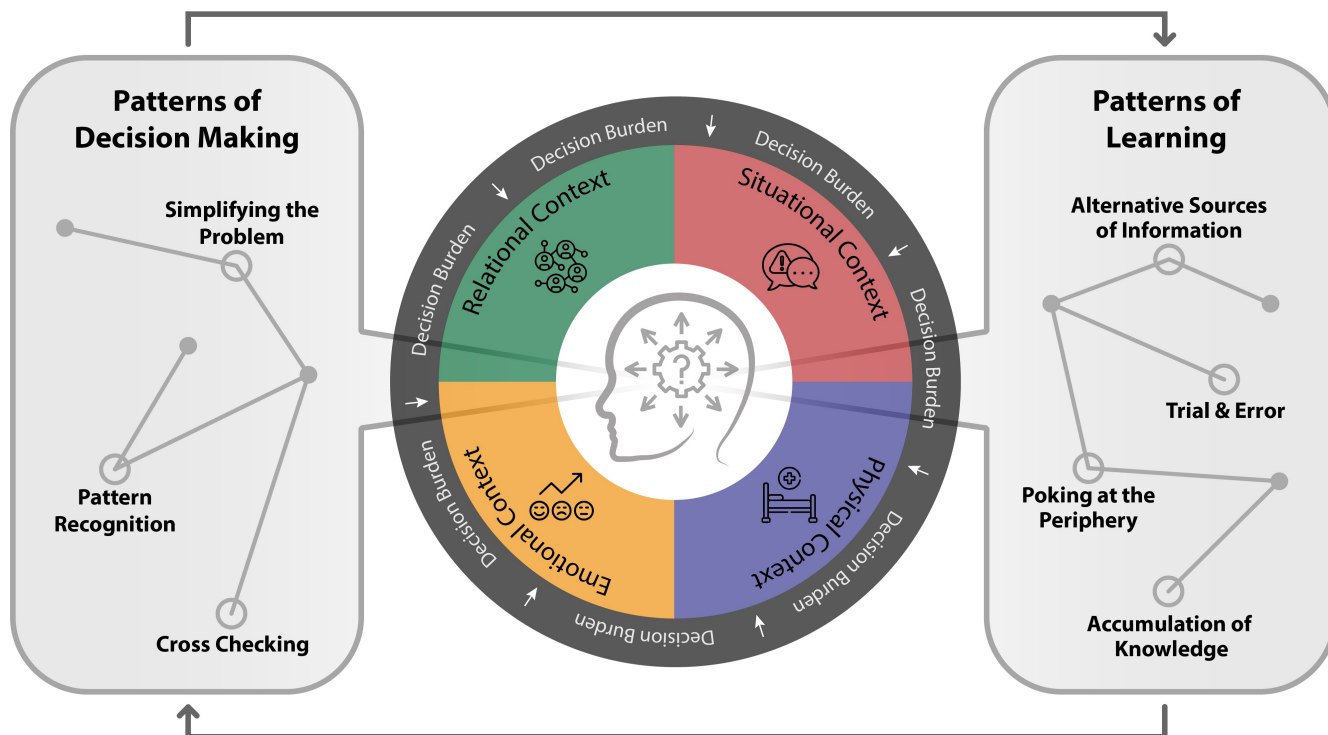 Patterns of
Decision Making
Simplifying the
Problem
Pattern
Recognition
Cross Checking
Decision Burden
Decision Burden
Decision Burden
Decision Burden
Decision Burden
Decision Burden
Decision Burden
Relational Context
Situational Context
Emotional Context
Physical Context
?
!
Patterns of
Learning
Alternative Sources
of Information
Trial & Error
Poking at the
Periphery
Accumulation of
Knowledge